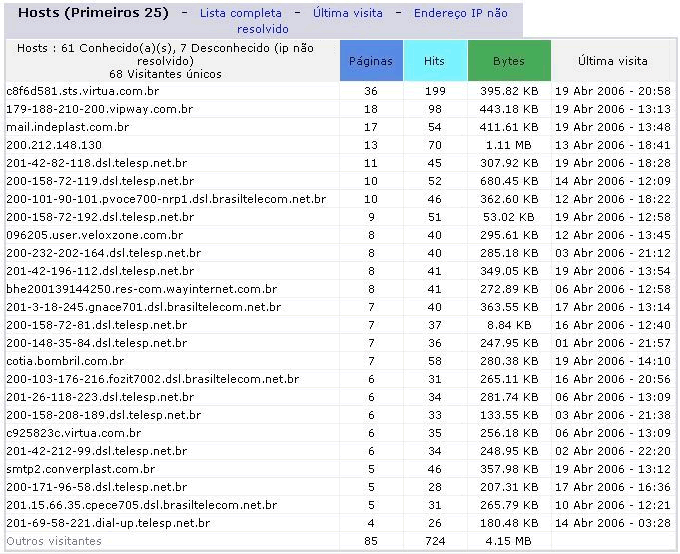 Hosts (Primeiros 25) - Lista completa - Última visita - Endereço IP não
resolvido
Hosts : 61 Conhecido(a)(s), 7 Desconhecido (ip não
resolvido)
68 Visitantes únicos
Páginas Hits Bytes Última visita
c8f6d581.sts.virtua.com.br 36 199 395.82 KB 19 Abr 2006 - 20:58
179-188-210-200.vipway.com.br 18 98 443.18 KB 19 Abr 2006 - 13:13
mail.indeplast.com.br 17 54 411.61 KB 19 Abr 2006 - 13:48
200.212.148.130 13 70 1.11 MB 13 Abr 2006 - 18:41
201-42-82-118.dsl.telesp.net.br 11 45 307.92 KB 19 Abr 2006 - 18:28
200-158-72-119.dsl.telesp.net.br 10 52 680.45 KB 14 Abr 2006 - 12:09
200-101-90-101.pvoce700-nrp1.dsl.brasiltelecom.net.br 10 46 362.60 KB 12 Abr 2006 - 18:22
200-158-72-192.dsl.telesp.net.br 9 51 53.02 KB 19 Abr 2006 - 12:58
096205.user.veloxzone.com.br 8 40 295.61 KB 12 Abr 2006 - 13:45
200-232-202-164.dsl.telesp.net.br 8 40 285.18 KB 03 Abr 2006 - 21:12
201-42-196-112.dsl.telesp.net.br 8 41 349.05 KB 19 Abr 2006 - 13:54
bhe200139144250.res-com.wayinternet.com.br 8 41 272.89 KB 06 Abr 2006 - 12:58
201-3-18-245.gnace701.dsl.brasiltelecom.net.br 7 40 363.55 KB 17 Abr 2006 - 13:14
200-158-72-81.dsl.telesp.net.br 7 37 8.84 KB 16 Abr 2006 - 12:40
200-148-35-84.dsl.telesp.net.br 7 36 247.95 KB 01 Abr 2006 - 21:57
cotia.bombril.com.br 7 58 280.38 KB 19 Abr 2006 - 14:10
200-103-176-216.fozit7002.dsl.brasiltelecom.net.br 6 31 265.11 KB 16 Abr 2006 - 20:56
201-26-118-223.dsl.telesp.net.br 6 34 281.74 KB 06 Abr 2006 - 13:09
200-158-208-189.dsl.telesp.net.br 6 33 133.55 KB 03 Abr 2006 - 21:38
c925823c.virtua.com.br 6 35 256.18 KB 06 Abr 2006 - 13:09
201-42-212-99.dsl.telesp.net.br 6 34 248.95 KB 02 Abr 2006 - 22:20
smtp2.converplast.com.br 5 46 357.98 KB 19 Abr 2006 - 13:12
200-171-96-58.dsl.telesp.net.br 5 28 207.31 KB 17 Abr 2006 - 16:36
201.15.66.35.cpece705.dsl.brasiltelecom.net.br 5 31 265.79 KB 10 Abr 2006 - 12:21
201-69-58-221.dial-up.telesp.net.br 4 26 180.48 KB 14 Abr 2006 - 03:28
Outros visitantes 85 724 4.15 MB